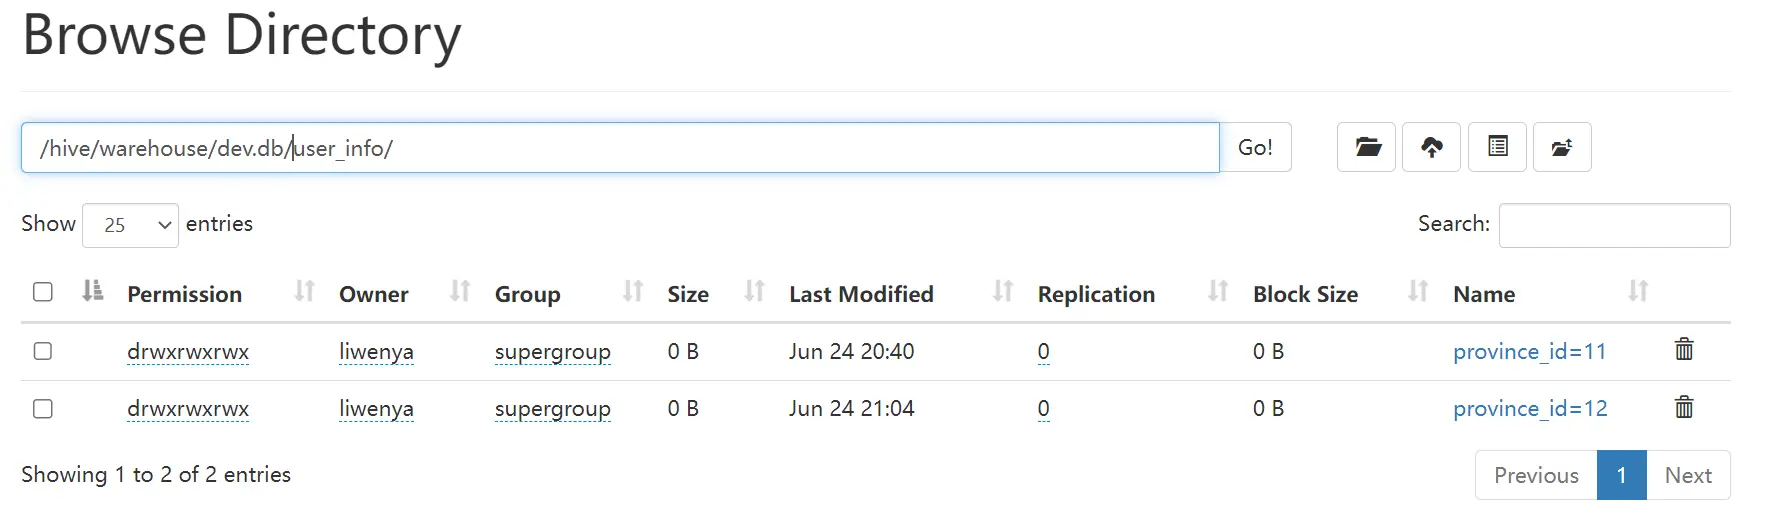 Browse Directory
/hive/warehouse/dev.db/user_info/ Go!
Show 25 entries Search:
Permission Owner Group Size Last Modified Replication Block Size Name
drwxrwxrwx liwenya supergroup 0 B Jun 24 20:40 0 0 B province_id=11
drwxrwxrwx liwenya supergroup 0 B Jun 24 21:04 0 0 B province_id=12
Showing 1 to 2 of 2 entries Previous 1 Next